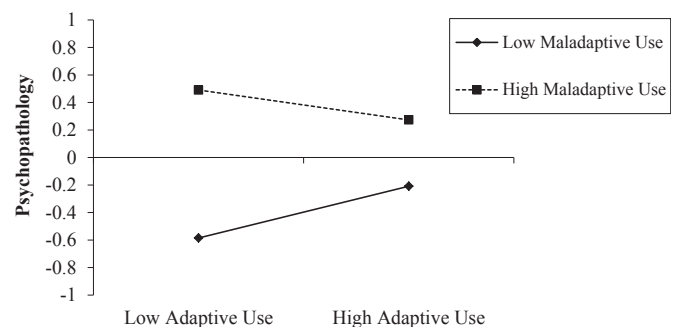 1
0.8
0.6
0.4
0.2
0
-0.2
-0.4
-0.6
-0.8
-1
Psychopathology
Low Adaptive Use High Adaptive Use
Low Maladaptive Use
High Maladaptive Use